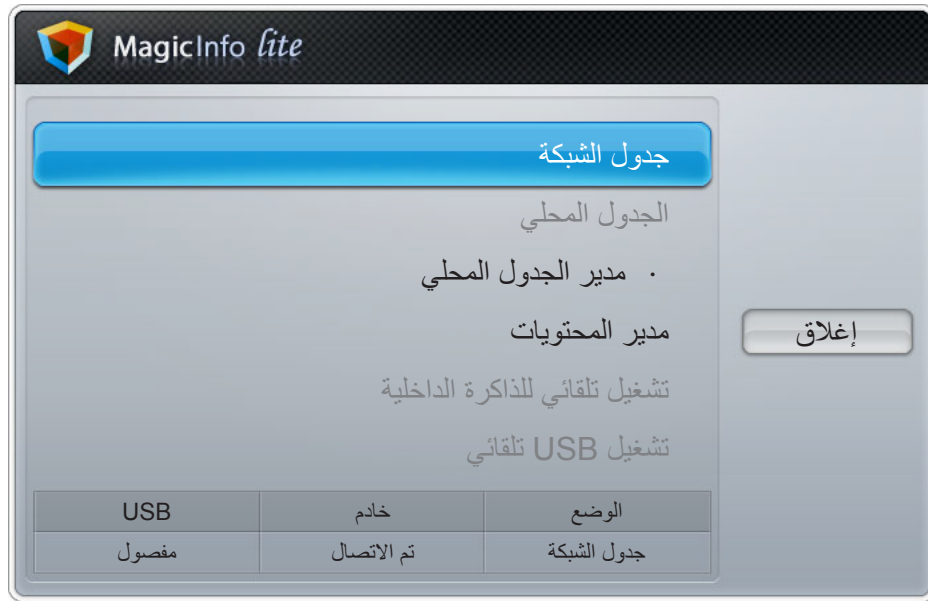 MagicInfo lite
جدول الشبكة
الجدول المحلي
· مدير الجدول المحلي
مدير المحتويات
تشغيل تلقائي للذاكرة الداخلية
تشغيل USB تلقائي
إغلاق
الوضع خادم USB
جدول الشبكة تم الاتصال مفصول